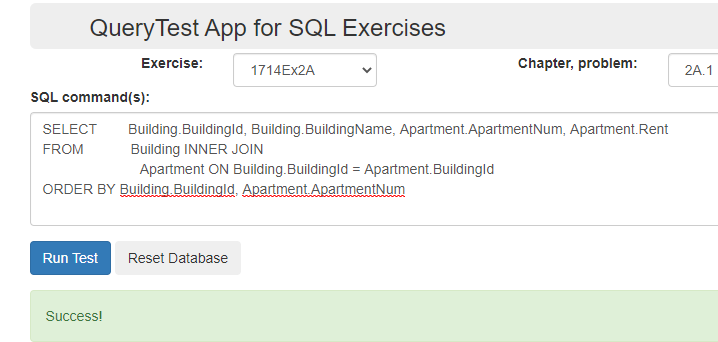 QueryTest App for SQL Exercises
Exercise: 1714Ex2A Chapter, problem: 2A.1
SQL command(s):
SELECT Building.BuildingId, Building.BuildingName, Apartment.ApartmentNum, Apartment.Rent
FROM Building INNER JOIN
Apartment ON Building.BuildingId = Apartment.BuildingId
ORDER BY Building.BuildingId, Apartment.ApartmentNum
Run Test Reset Database
Success!